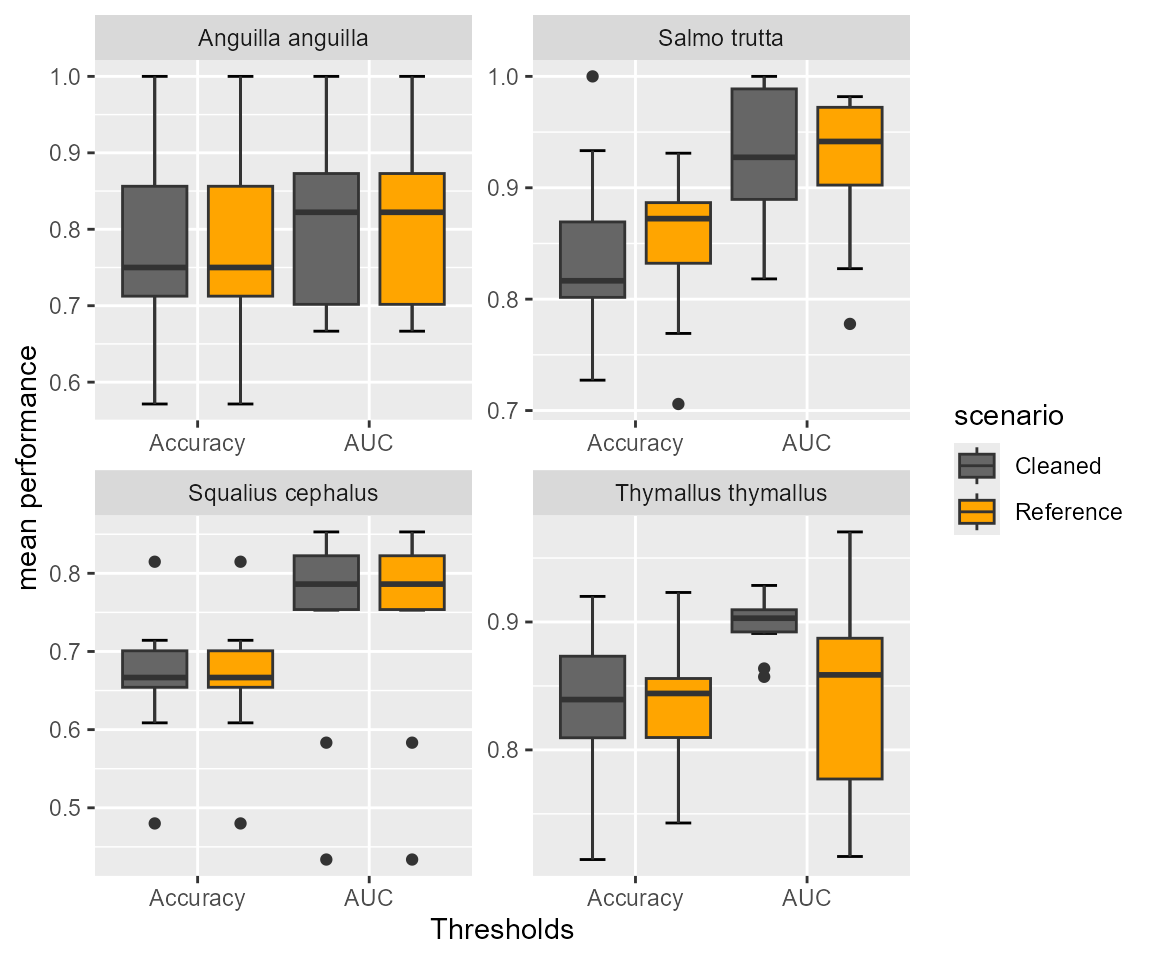 Anguilla anguilla
Salmo trutta
1.0
0.9
0.8
0.7
0.6
1.0
0.9
0.8
0.7
Accuracy AUC
Accuracy AUC
Squalius cephalus
Thymallus thymallus
0.8
0.7
0.6
0.5
0.9
0.8
Accuracy AUC
Accuracy AUC
mean performance
Thresholds
scenario
Cleaned
Reference